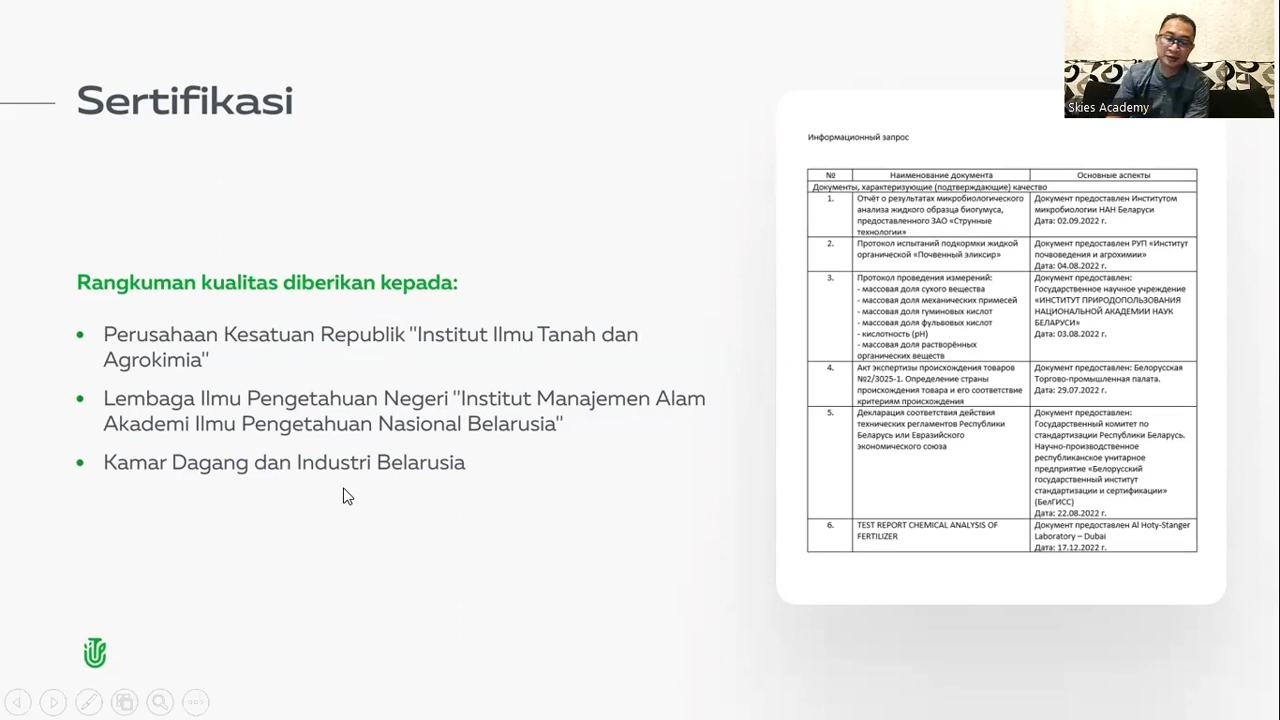 Sertifikasi
Skies Academy
Rangkuman kualitas diberikan kepada:
Perusahaan Kesatuan Republik "Institut Ilmu Tanah dan
Agrokimia"
Lembaga Ilmu Pengetahuan Negeri "Institut Manajemen Alam
Akademi Ilmu Pengetahuan Nasional Belarusia"
Kamar Dagang dan Industri Belarusia
Информационный запрос
№ Наименование документа Основные аспекты
Документы, характеризующие (подтверждающие) качество
1.
Отчёт о результатах микробиологического
анализа жидкого образца биогумуса,
предоставленного ЗАО «Струнные
технологии»
Документ предоставлен Институтом
микробиологии НАН Беларуси
Дата: 02.09.2022 г.
2.
Протокол испытаний подкормки жидкой
органической «Почвенный эликсир»
Документ предоставлен РУП «Институт
почвоведения и агрохимии»
Дата: 04.08.2022 г.
3.
Протокол проведения измерений:
- массовая доля сухого вещества
- массовая доля механических примесей
- массовая доля гуминовых кислот
- массовая доля фульвовых кислот
- кислотность (pH)
- массовая доля растворённых
органических веществ
Документ предоставлен:
Государственное научное учреждение
«ИНСТИТУТ ПРИРОДОПОЛЬЗОВАНИЯ
НАЦИОНАЛЬНОЙ АКАДЕМИИ НАУК
БЕЛАРУСИ»
Дата: 03.08.2022 г.
4.
Акт экспертизы происхождения товаров
№2/3025-1. Определение страны
происхождения товара и его соответствие
критериям происхождения
Документ предоставлен: Белорусская
Торгово-промышленная палата.
Дата: 29.07.2022 г.
5.
Декларация соответствия действия
технических регламентов Республики
Беларусь или Евразийского
экономического союза
Документ предоставлен:
Государственный комитет по
стандартизации Республики Беларусь.
Научно-производственное
республиканское унитарное
предприятие «Белорусский
государственный институт
стандартизации и сертификации»
(БелГИСС)
Дата: 22.08.2022 г.
6.
TEST REPORT CHEMICAL ANALYSIS OF
FERTILIZER
Документ предоставлен Al Hoty-Stanger
Laboratory – Dubai
Дата: 17.12.2022 г.